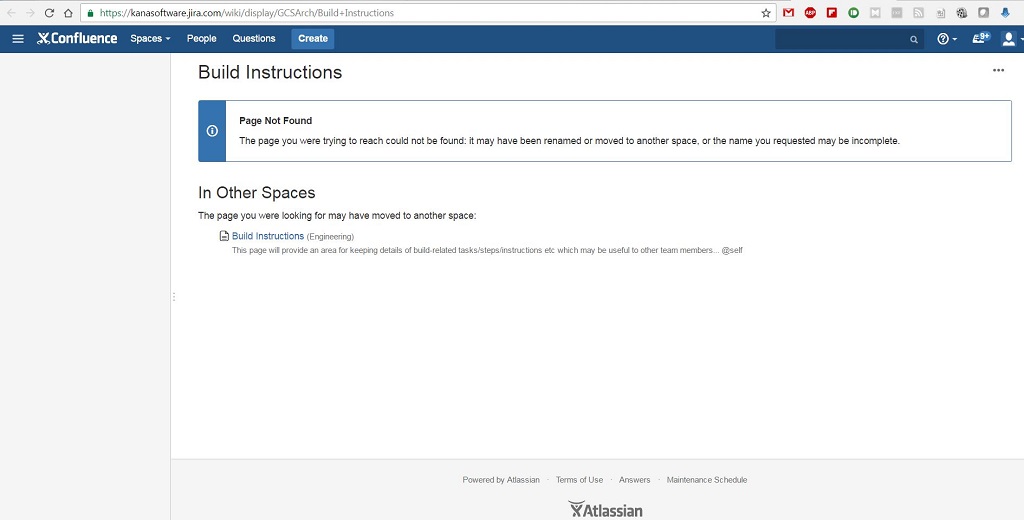 https://kanasoftware.jira.com/wiki/display/GCSArch/Build+Instructions
ABP
Confluence Spaces People Questions Create 9+
Build Instructions
Page Not Found
The page you were trying to reach could not be found: it may have been renamed or moved to another space, or the name you requested may be incomplete.
In Other Spaces
The page you were looking for may have moved to another space:
Build Instructions (Engineering)
This page will provide an area for keeping details of build-related tasks/steps/instructions etc which may be useful to other team members... @self
Powered by Atlassian · Terms of Use · Answers · Maintenance Schedule
Atlassian